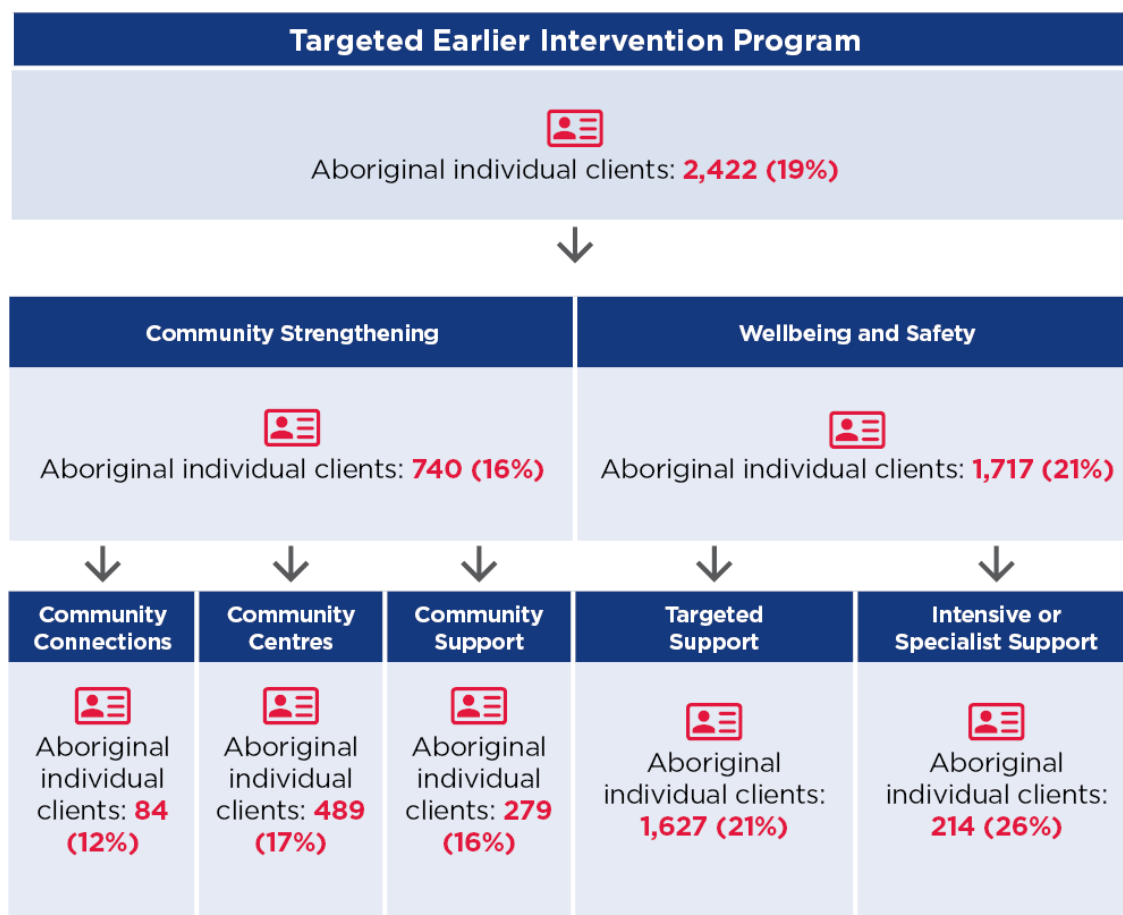 Targeted Earlier Intervention Program
Aboriginal individual clients: 2,422 (19%)
Community Strengthening
Aboriginal individual clients: 740 (16%)
Wellbeing and Safety
Aboriginal individual clients: 1,717 (21%)
Community
Connections
Aboriginal
individual
clients: 84
(12%)
Community
Centres
Aboriginal
individual
clients: 489
(17%)
Community
Support
Aboriginal
individual
clients: 279
(16%)
Targeted
Support
Aboriginal
individual clients:
1,627 (21%)
Intensive or
Specialist Support
Aboriginal
individual clients:
214 (26%)